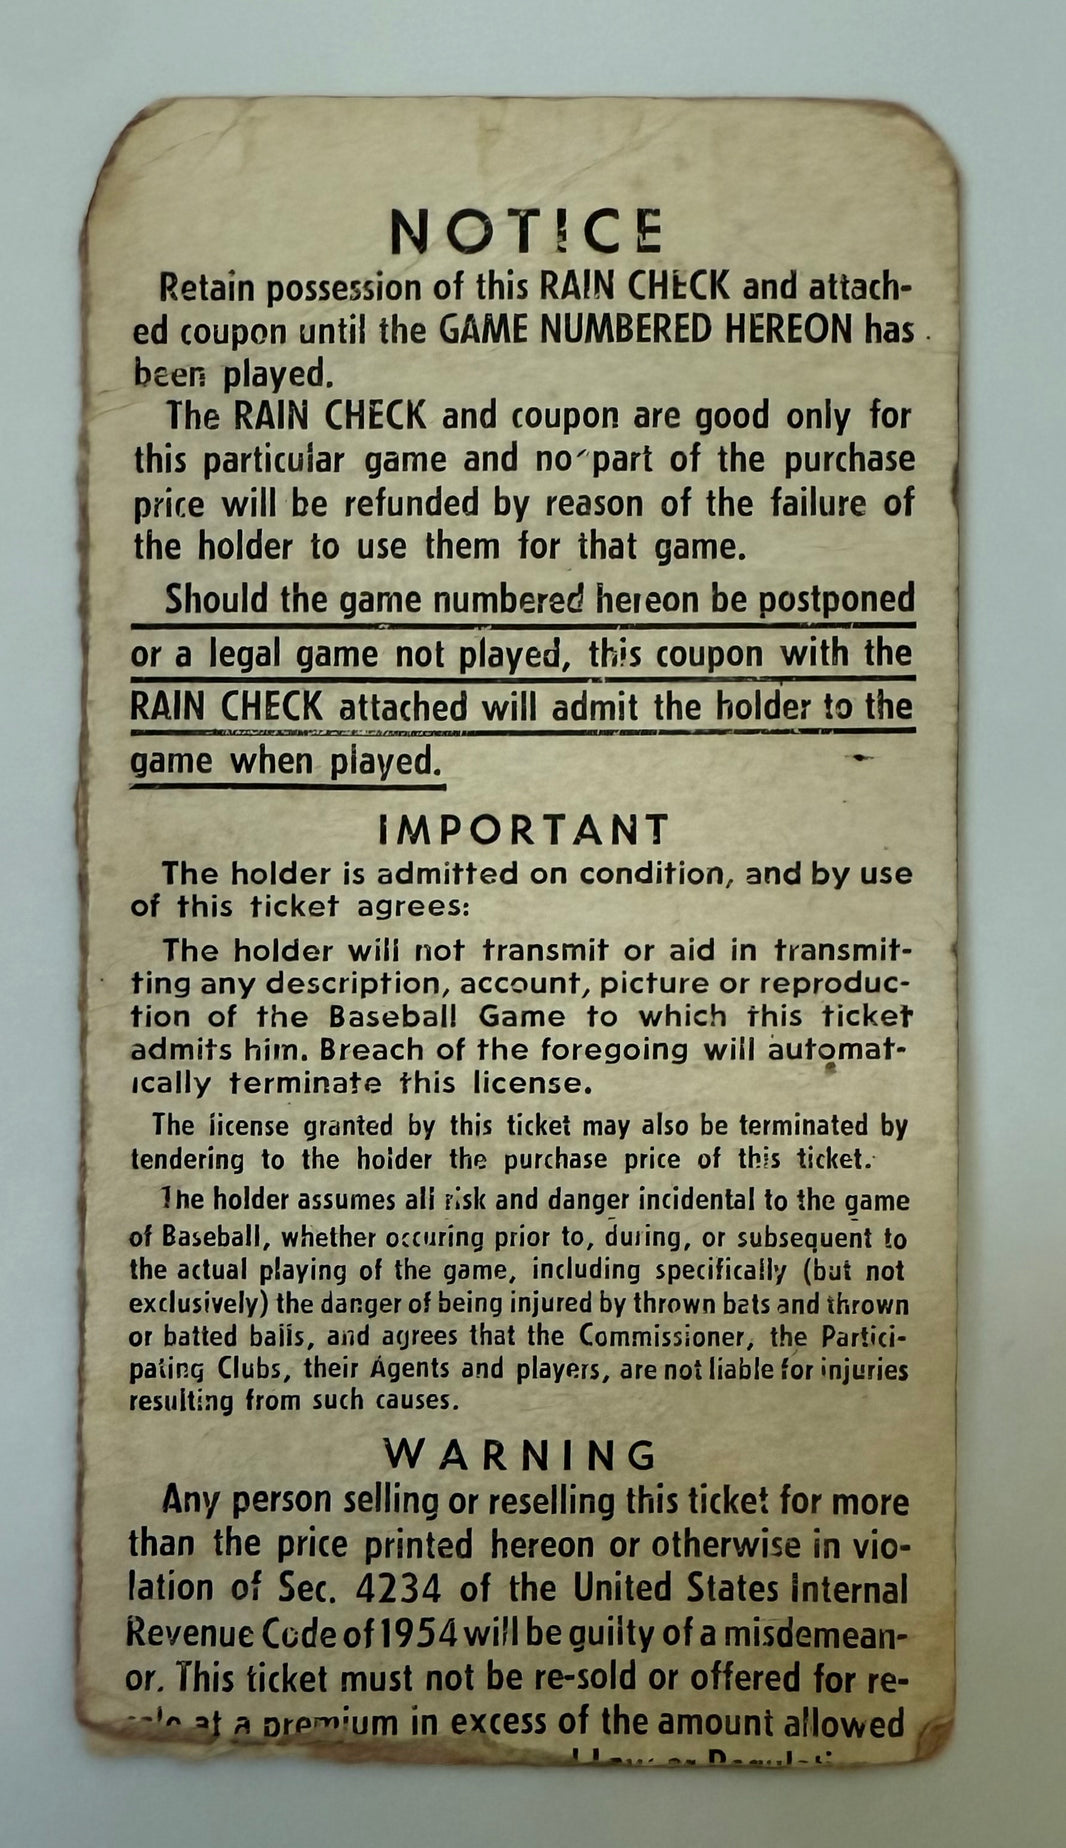 NOTICE
Retain possession of this RAIN CHECK and attach-
ed coupon until the GAME NUMBERED HEREON has
been played.
The RAIN CHECK and coupon are good only for
this particular game and no part of the purchase
price will be refunded by reason of the failure of
the holder to use them for that game.
Should the game numbered hereon be postponed
or a legal game not played, this coupon with the
RAIN CHECK attached will admit the holder to the
game when played.
IMPORTANT
The holder is admitted on condition, and by use
of this ticket agrees:
The holder will not transmit or aid in transmit-
ting any description, account, picture or reproduc-
tion of the Baseball Game to which this ticket
admits him. Breach of the foregoing will automat-
ically terminate this license.
The license granted by this ticket may also be terminated by
tendering to the holder the purchase price of this ticket.
The holder assumes all risk and danger incidental to the game
of Baseball, whether occuring prior to, during, or subsequent to
the actual playing of the game, including specifically (but not
exclusively) the danger of being injured by thrown bats and thrown
or batted balls, and agrees that the Commissioner, the Partici-
pating Clubs, their Agents and players, are not liable for injuries
resulting from such causes.
WARNING
Any person selling or reselling this ticket for more
than the price printed hereon or otherwise in vio-
lation of Sec. 4234 of the United States Internal
Revenue Code of 1954 will be guilty of a misdemean-
or. This ticket must not be re-sold or offered for re-
sale at a premium in excess of the amount allowed